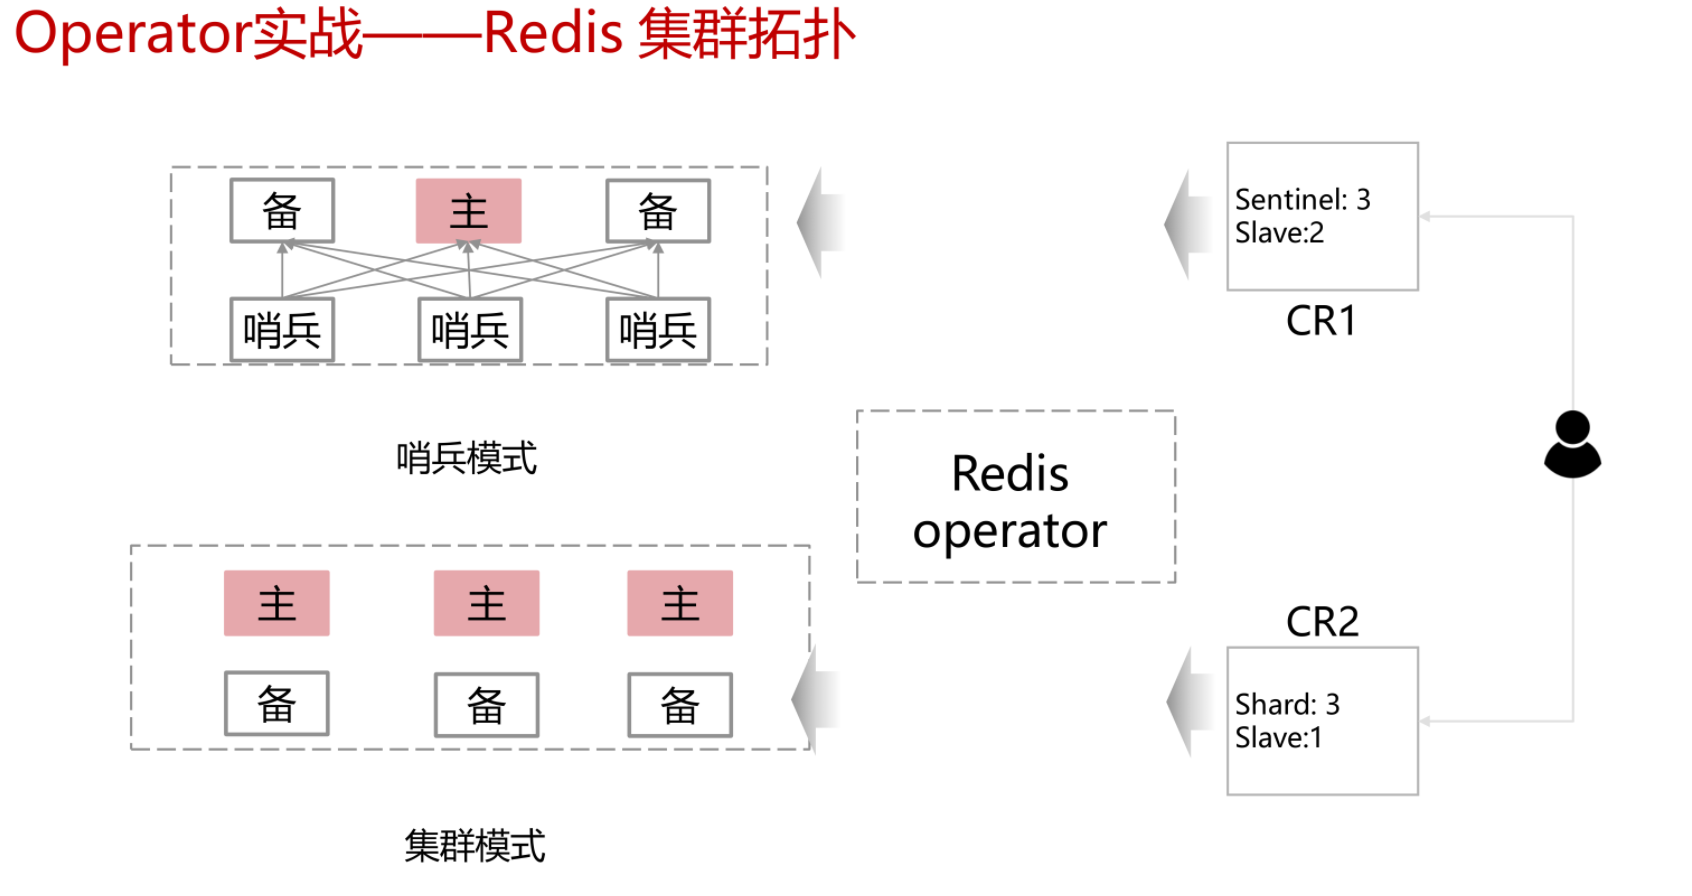 Operator实战——Redis 集群拓扑
备
主
备
哨兵
哨兵
哨兵
哨兵模式
Sentinel: 3
Slave:2
CR1
Redis
operator
主
主
主
备
备
备
集群模式
CR2
Shard: 3
Slave:1